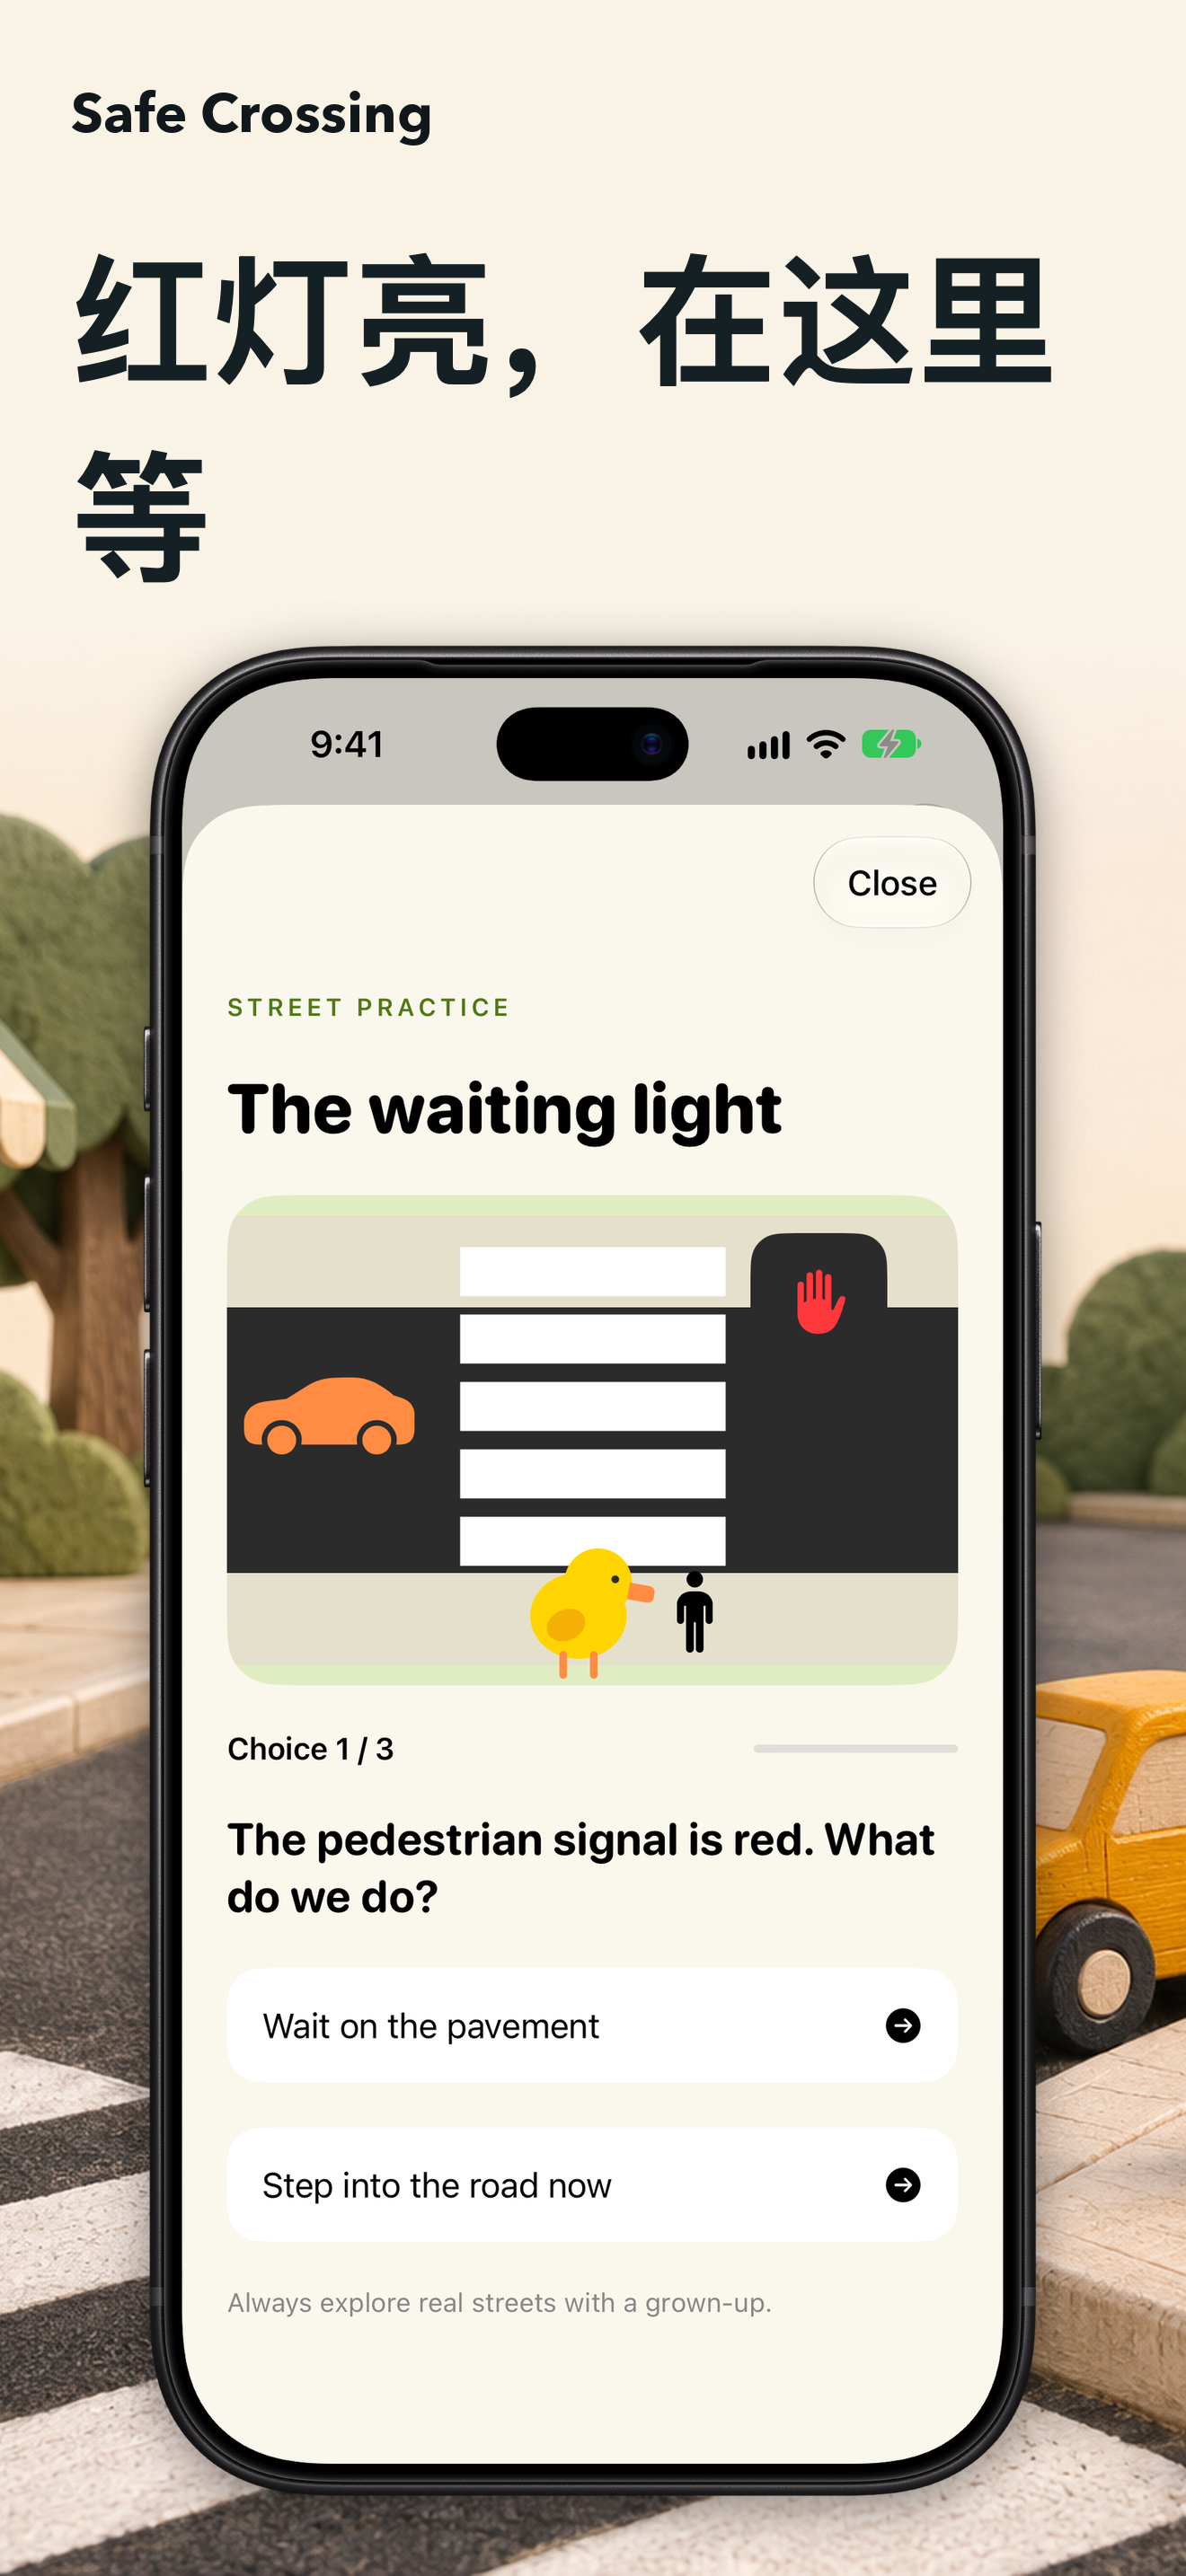 Safe Crossing
红灯亮，在这里
等
9:41
Close
STREET PRACTICE
The waiting light
Choice 1 / 3
The pedestrian signal is red. What
do we do?
Wait on the pavement
Step into the road now
Always explore real streets with a grown-up.